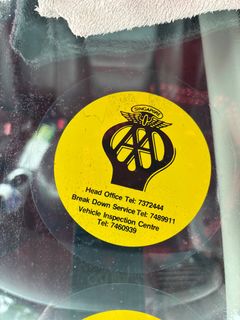 SINGAPORE
AA
Head Office Tel: 7372444
Break Down Service Tel: 7489911
Vehicle Inspection Centre
Tel: 7460939